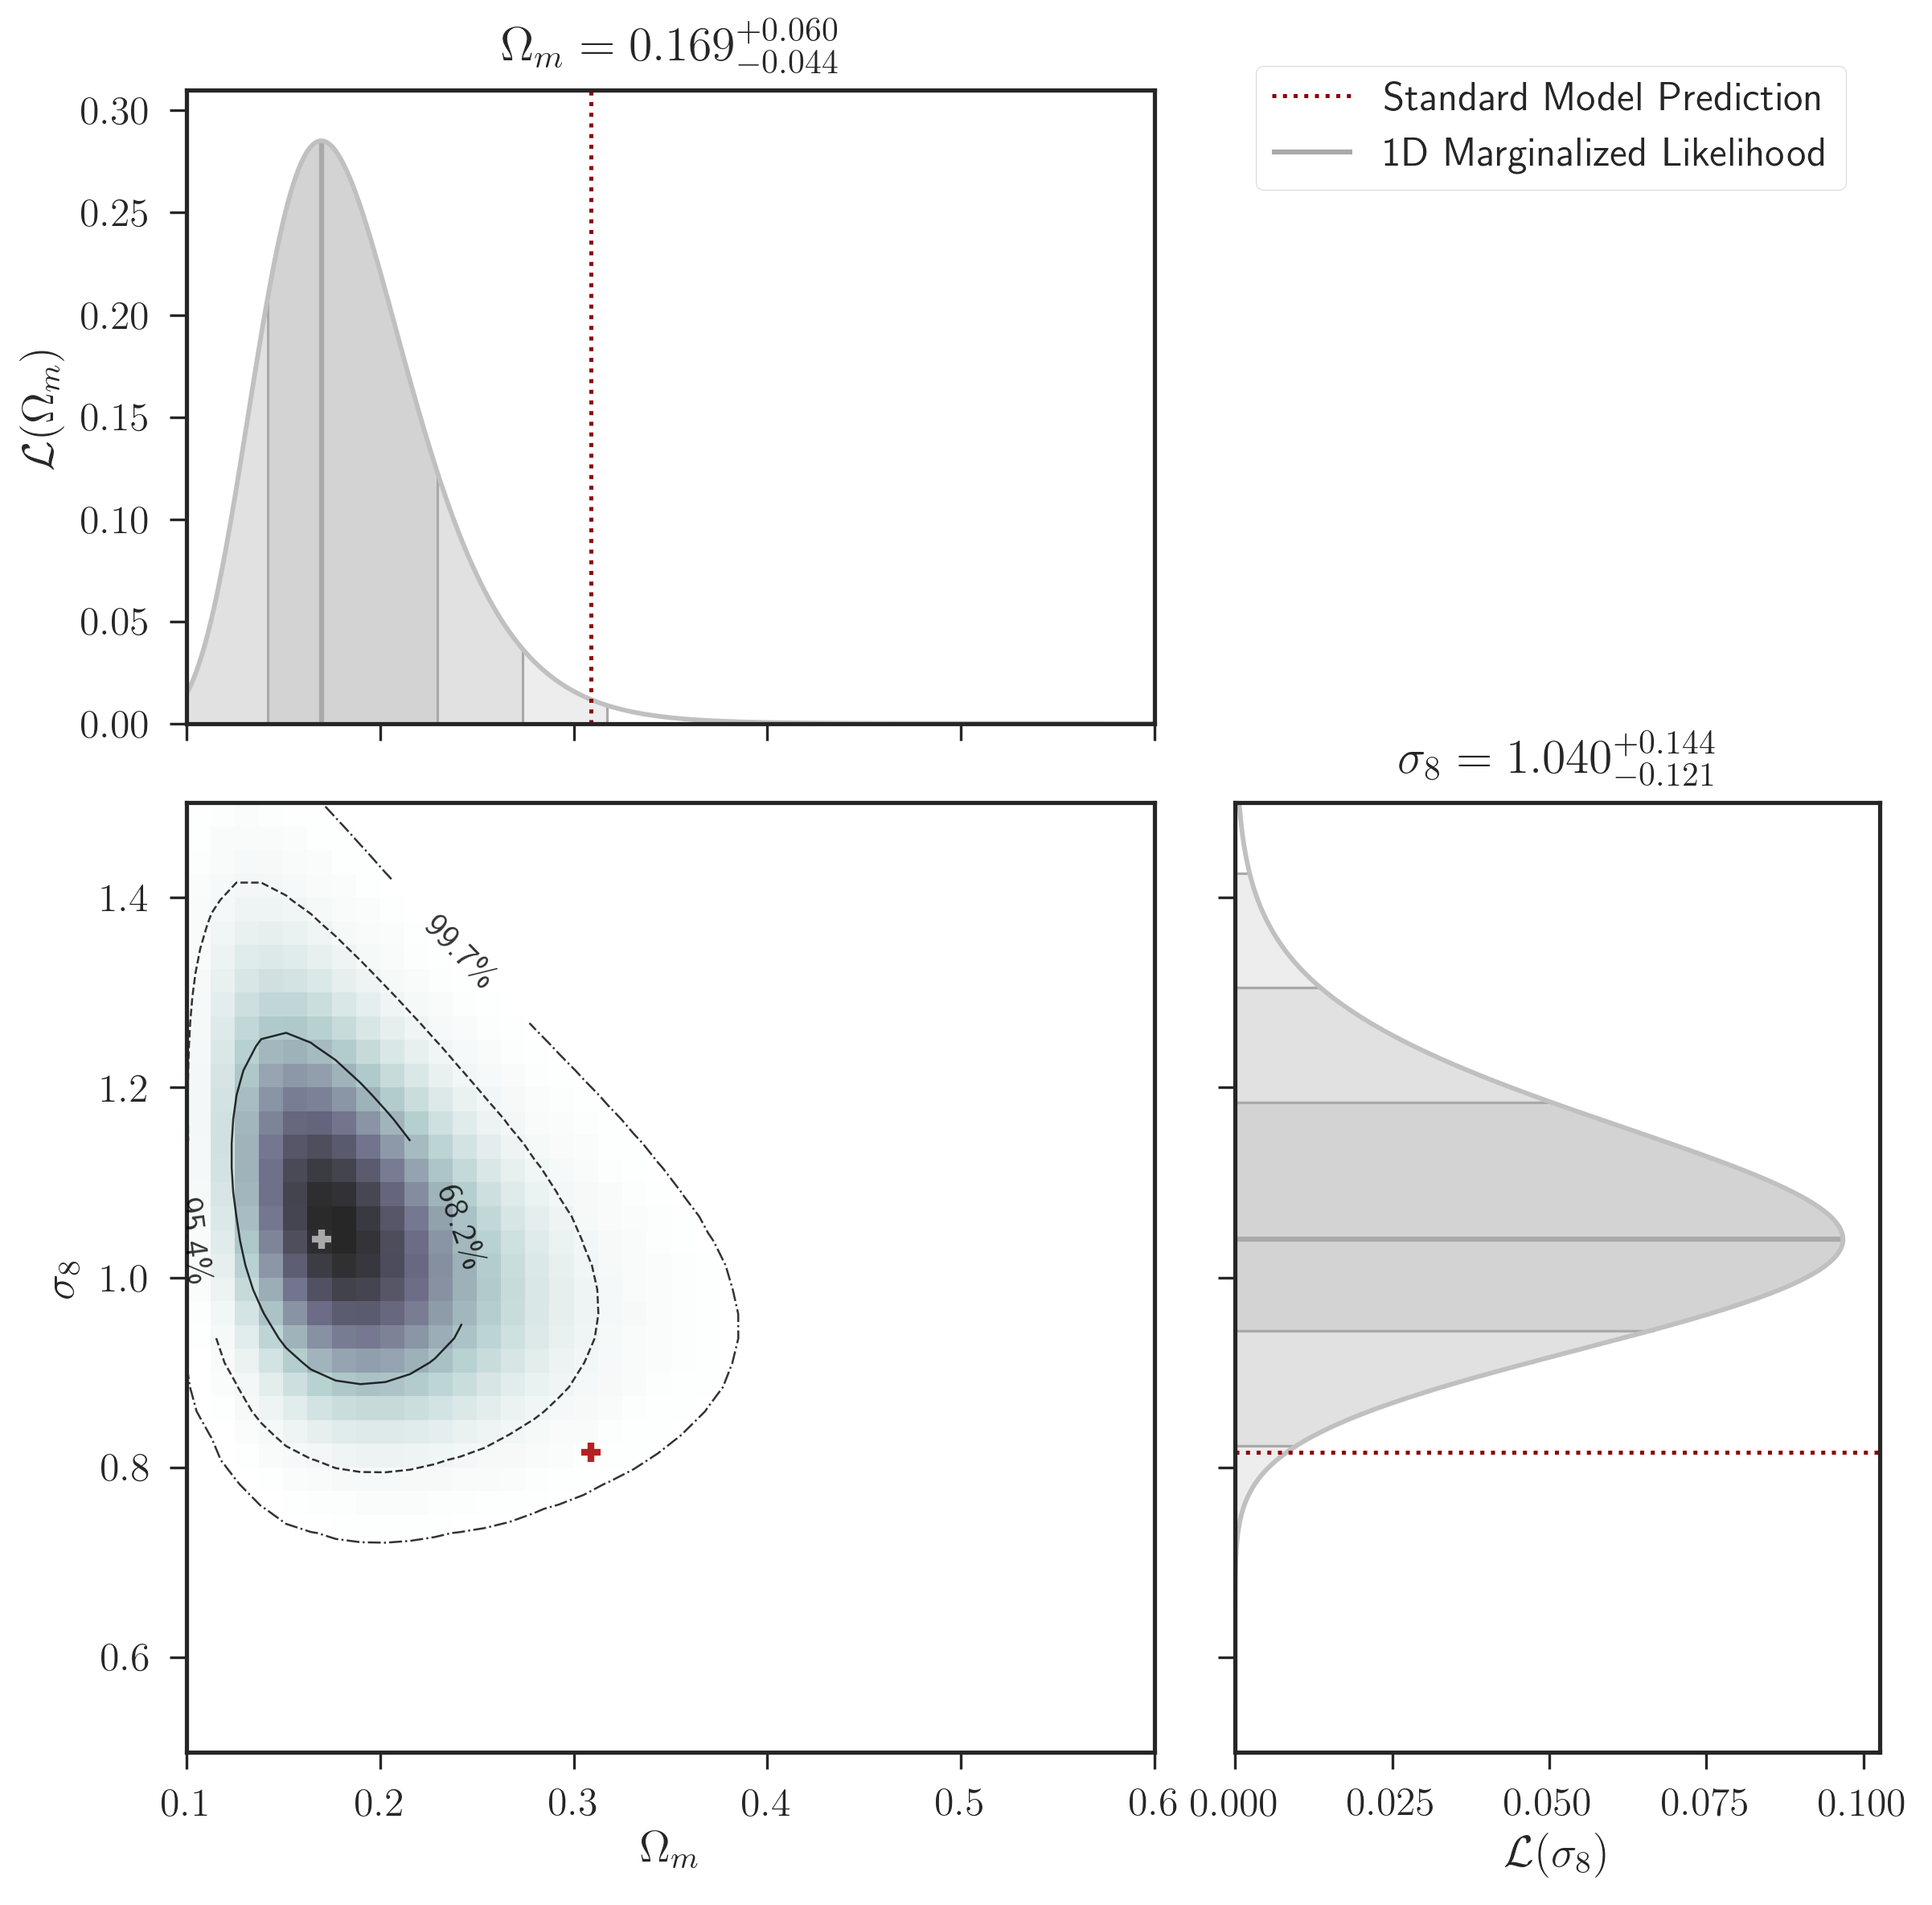 Ωₘ = 0.169^{+0.060}_{-0.044}
Standard Model Prediction
1D Marginalized Likelihood
0.30
0.25
0.20
0.15
0.10
0.05
0.00
ℒ(Ωₘ)
σ₈ = 1.040^{+0.144}_{-0.121}
1.4
1.2
1.0
0.8
0.6
σ₈
99.7%
95.4%
68.2%
0.1 0.2 0.3 0.4 0.5 0.6
Ωₘ
0.000 0.025 0.050 0.075 0.100
ℒ(σ₈)